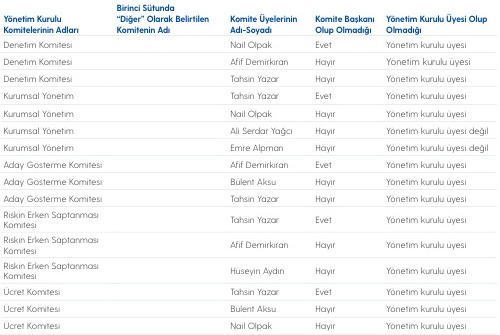 Yönetim Kurulu Komitelerinin Adları Birinci Sütunda “Diğer” Olarak Belirtilen Komitenin Adı Komite Üyelerinin Adı-Soyadı Komite Başkanı Olup Olmadığı Yönetim Kurulu Üyesi Olup Olmadığı
Denetim Komitesi Nail Olpak Evet Yönetim kurulu üyesi
Denetim Komitesi Afif Demirkıran Hayır Yönetim kurulu üyesi
Denetim Komitesi Tahsin Yazar Hayır Yönetim kurulu üyesi
Kurumsal Yönetim Tahsin Yazar Evet Yönetim kurulu üyesi
Kurumsal Yönetim Nail Olpak Hayır Yönetim kurulu üyesi
Kurumsal Yönetim Ali Serdar Yağcı Hayır Yönetim kurulu üyesi değil
Kurumsal Yönetim Emre Alpman Hayır Yönetim kurulu üyesi değil
Aday Gösterme Komitesi Afif Demirkıran Evet Yönetim kurulu üyesi
Aday Gösterme Komitesi Bülent Aksu Hayır Yönetim kurulu üyesi
Aday Gösterme Komitesi Tahsin Yazar Hayır Yönetim kurulu üyesi
Riskin Erken Saptanması Komitesi Tahsin Yazar Evet Yönetim kurulu üyesi
Riskin Erken Saptanması Komitesi Afif Demirkıran Hayır Yönetim kurulu üyesi
Riskin Erken Saptanması Komitesi Hüseyin Aydın Hayır Yönetim kurulu üyesi
Ücret Komitesi Tahsin Yazar Evet Yönetim kurulu üyesi
Ücret Komitesi Bülent Aksu Hayır Yönetim kurulu üyesi
Ücret Komitesi Nail Olpak Hayır Yönetim kurulu üyesi